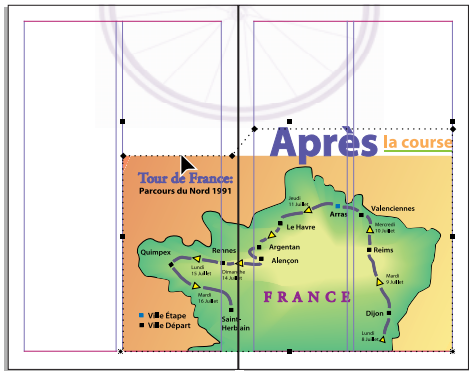 Après la course
Tour de France:
Parcours du Nord 1991
Jeudi
11 Juillet
Arras
Valenciennes
Mercredi
10 Juillet
Le Havre
Argentan
Reims
Quimpex
Rennes
Alençon
Lundi
15 Juillet
Dimanche
14 Juillet
Mardi
9 Juillet
Mardi
16 Juillet
FRANCE
Saint-
Herblain
Dijon
Ville Étape
Ville Départ
Lundi
8 Juillet